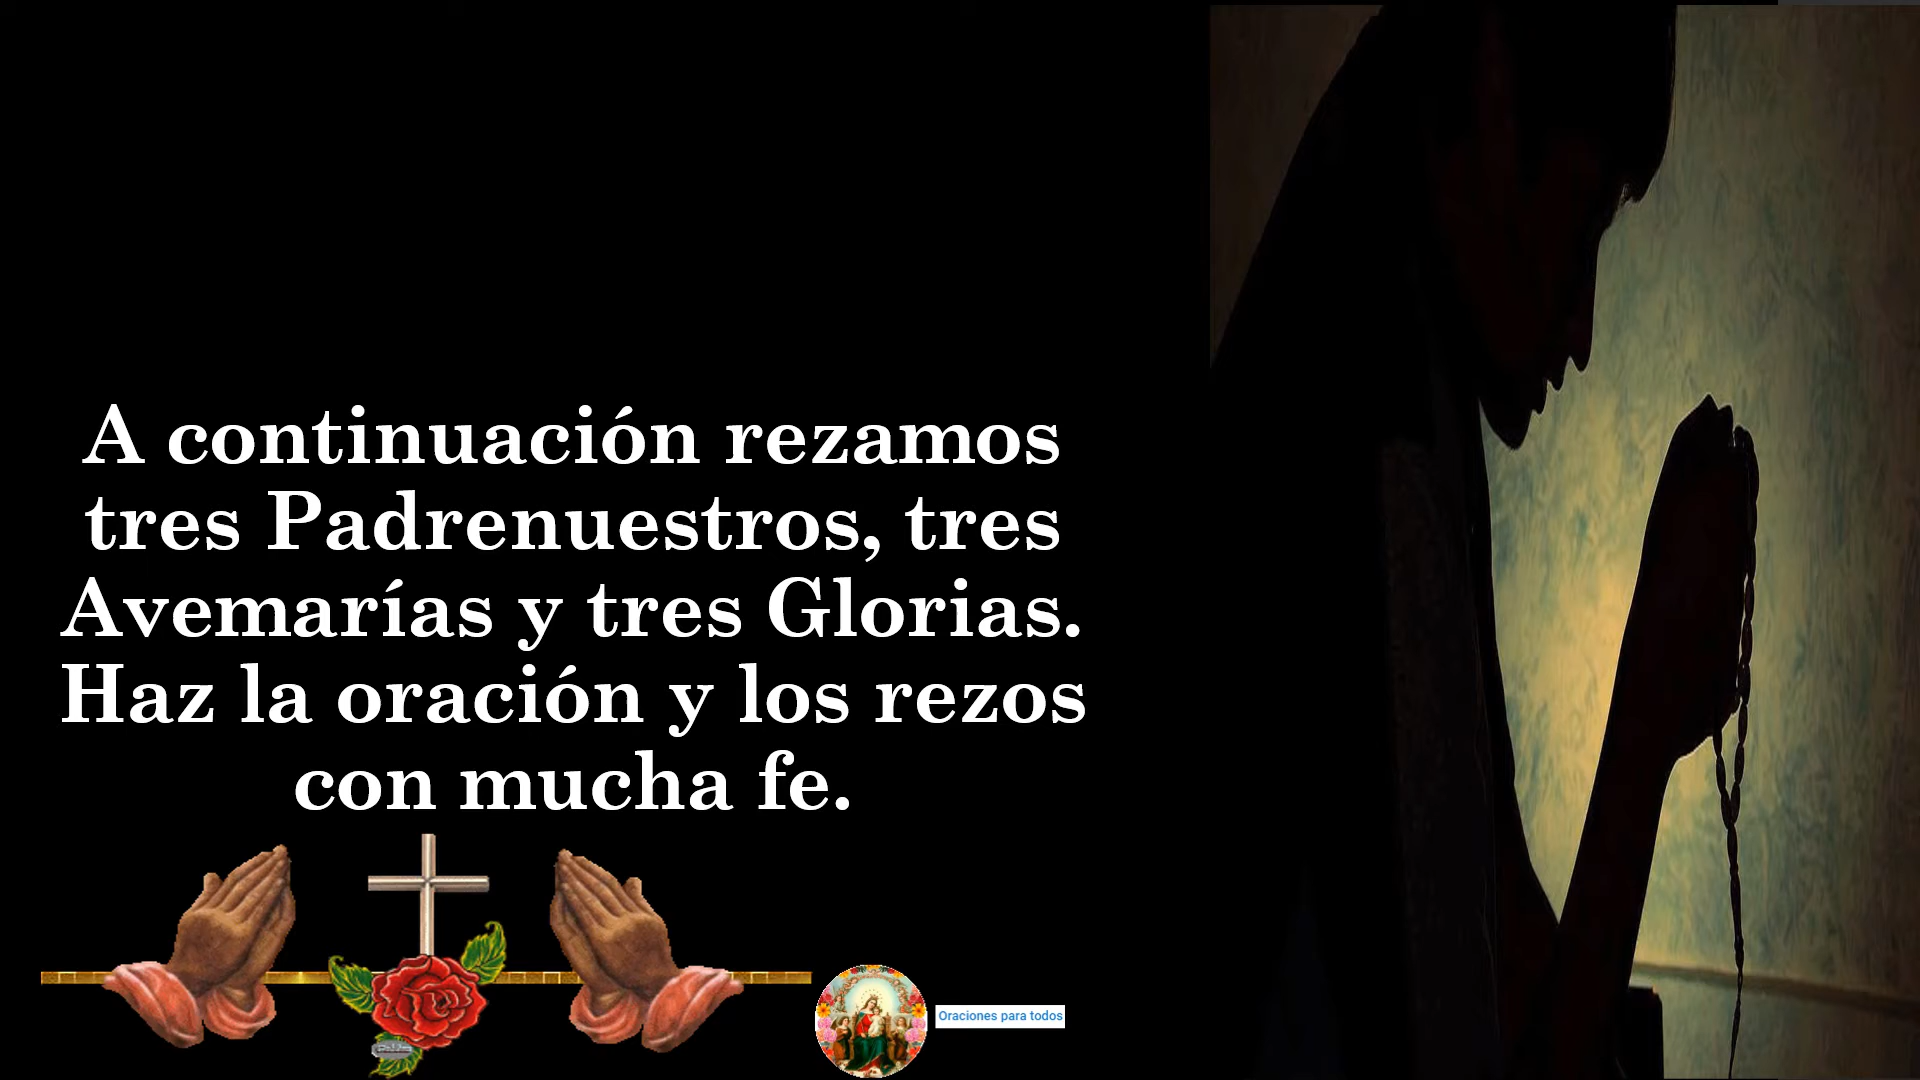 A continuación rezamos
tres Padrenuestros, tres
Avemarías y tres Glorias.
Haz la oración y los rezos
con mucha fe.
Oraciones para todos